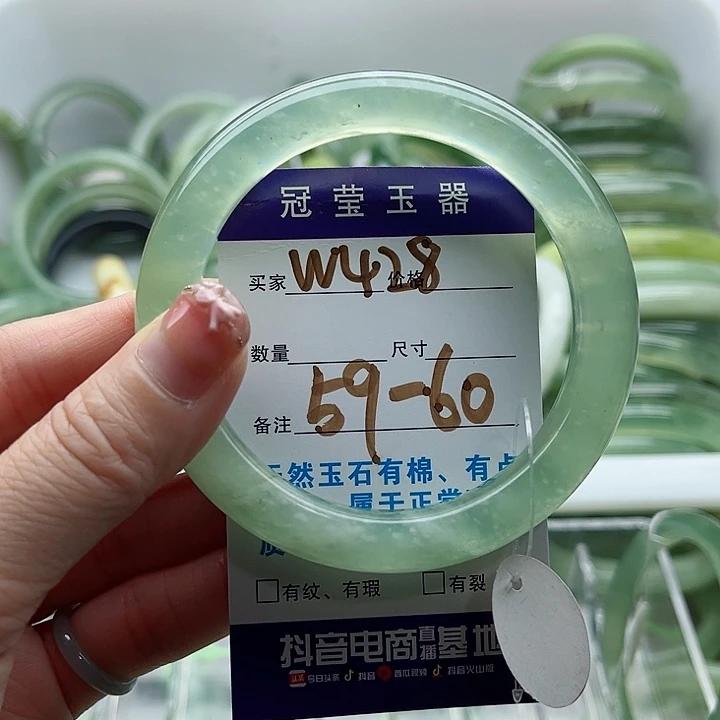 冠莹玉器
买家 W428 价格
数量 尺寸
备注 59-60
然玉石有棉、有
属于正常
质
有纹、有瑕 有裂
抖音电商直播基地
今日头条 抖音 西瓜视频 抖音火山版